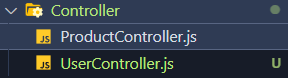 Controller
JS ProductController.js
JS UserController.js U